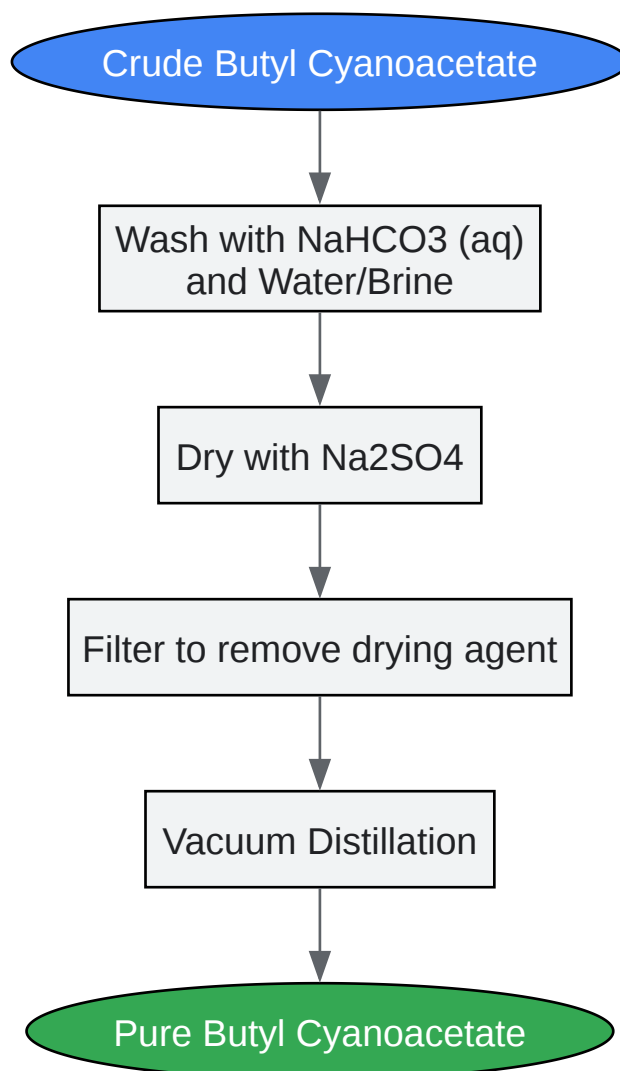 Crude Butyl Cyanoacetate
Wash with NaHCO3 (aq)
and Water/Brine
Dry with Na2SO4
Filter to remove drying agent
Vacuum Distillation
Pure Butyl Cyanoacetate